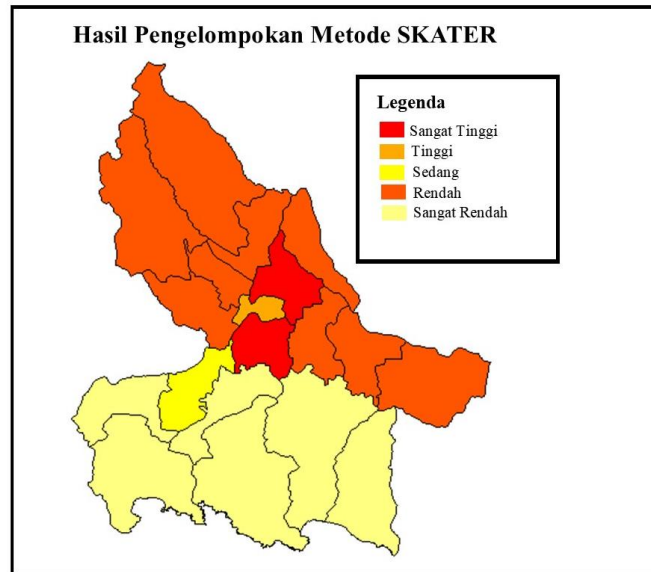 Hasil Pengelompokan Metode SKATER
Legenda
Sangat Tinggi
Tinggi
Sedang
Rendah
Sangat Rendah